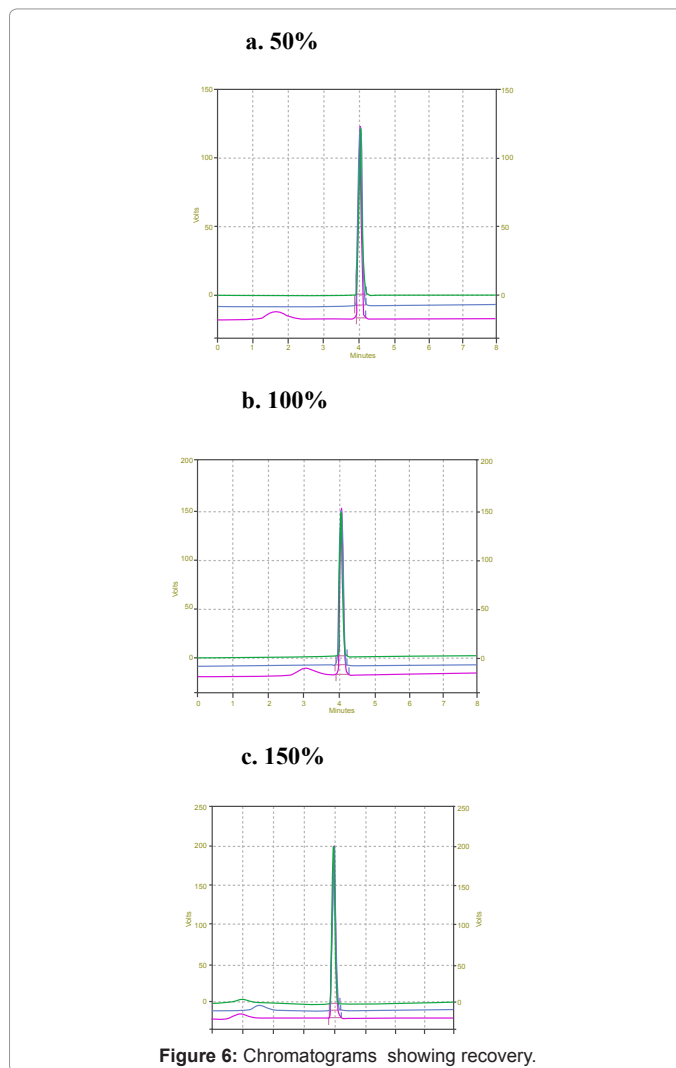 a. 50%
150 150
100 100
Volts
50 50
0 0
0 1 2 3 4 5 6 7 8
Minutes
b. 100%
200 200
150 150
Volts
100 100
50 50
0 0
0 1 2 3 4 5 6 7 8
Minutes
c. 150%
250 250
200 200
150 150
Volts Volts
100 100
50 50
0 0
Figure 6: Chromatograms showing recovery.